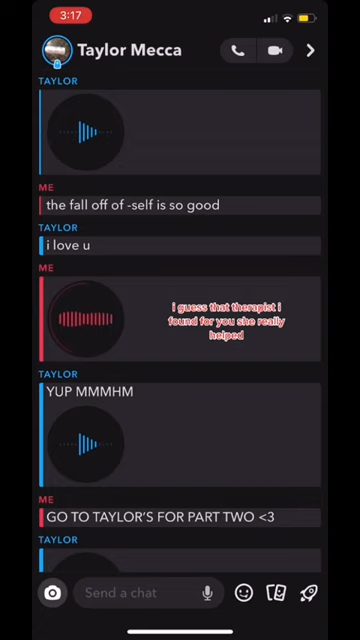 3:17
Taylor Mecca
TAYLOR
ME
the fall off of -self is so good
TAYLOR
i love u
ME
i guess that therapist i
found for you she really
helped
TAYLOR
YUP MMMHM
ME
GO TO TAYLOR'S FOR PART TWO <3
TAYLOR
Send a chat